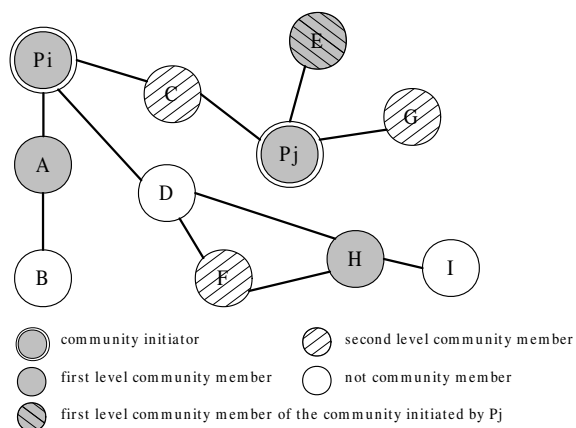 Pi
E
C
G
A
Pj
D
B
F
H
I
community initiator
second level community member
first level community member
not community member
first level community member of the community initiated by Pj